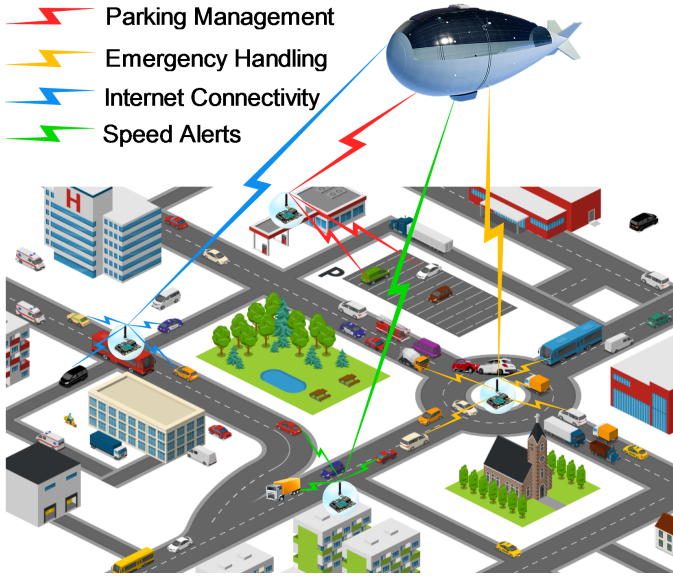 Parking Management
Emergency Handling
Internet Connectivity
Speed Alerts
H
P